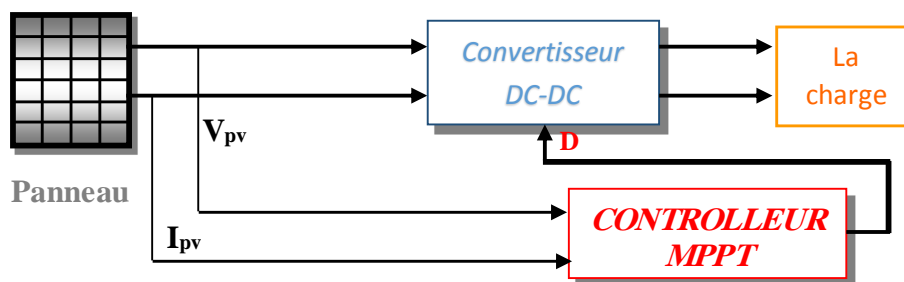 Convertisseur
DC-DC
La
charge
Vpv
D
Panneau
Ipv
CONTROLLEUR
MPPT